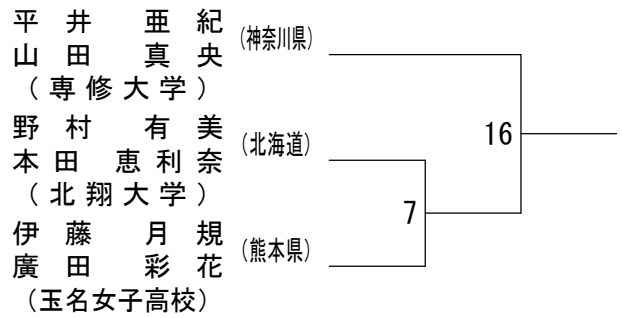 平井 亜紀
山田 真央
(専修大学)
(神奈川県)
野村 有美
本田 恵利奈
(北翔大学)
(北海道)
伊藤 月規
廣田 彩花
(玉名女子高校)
(熊本県)
16
7